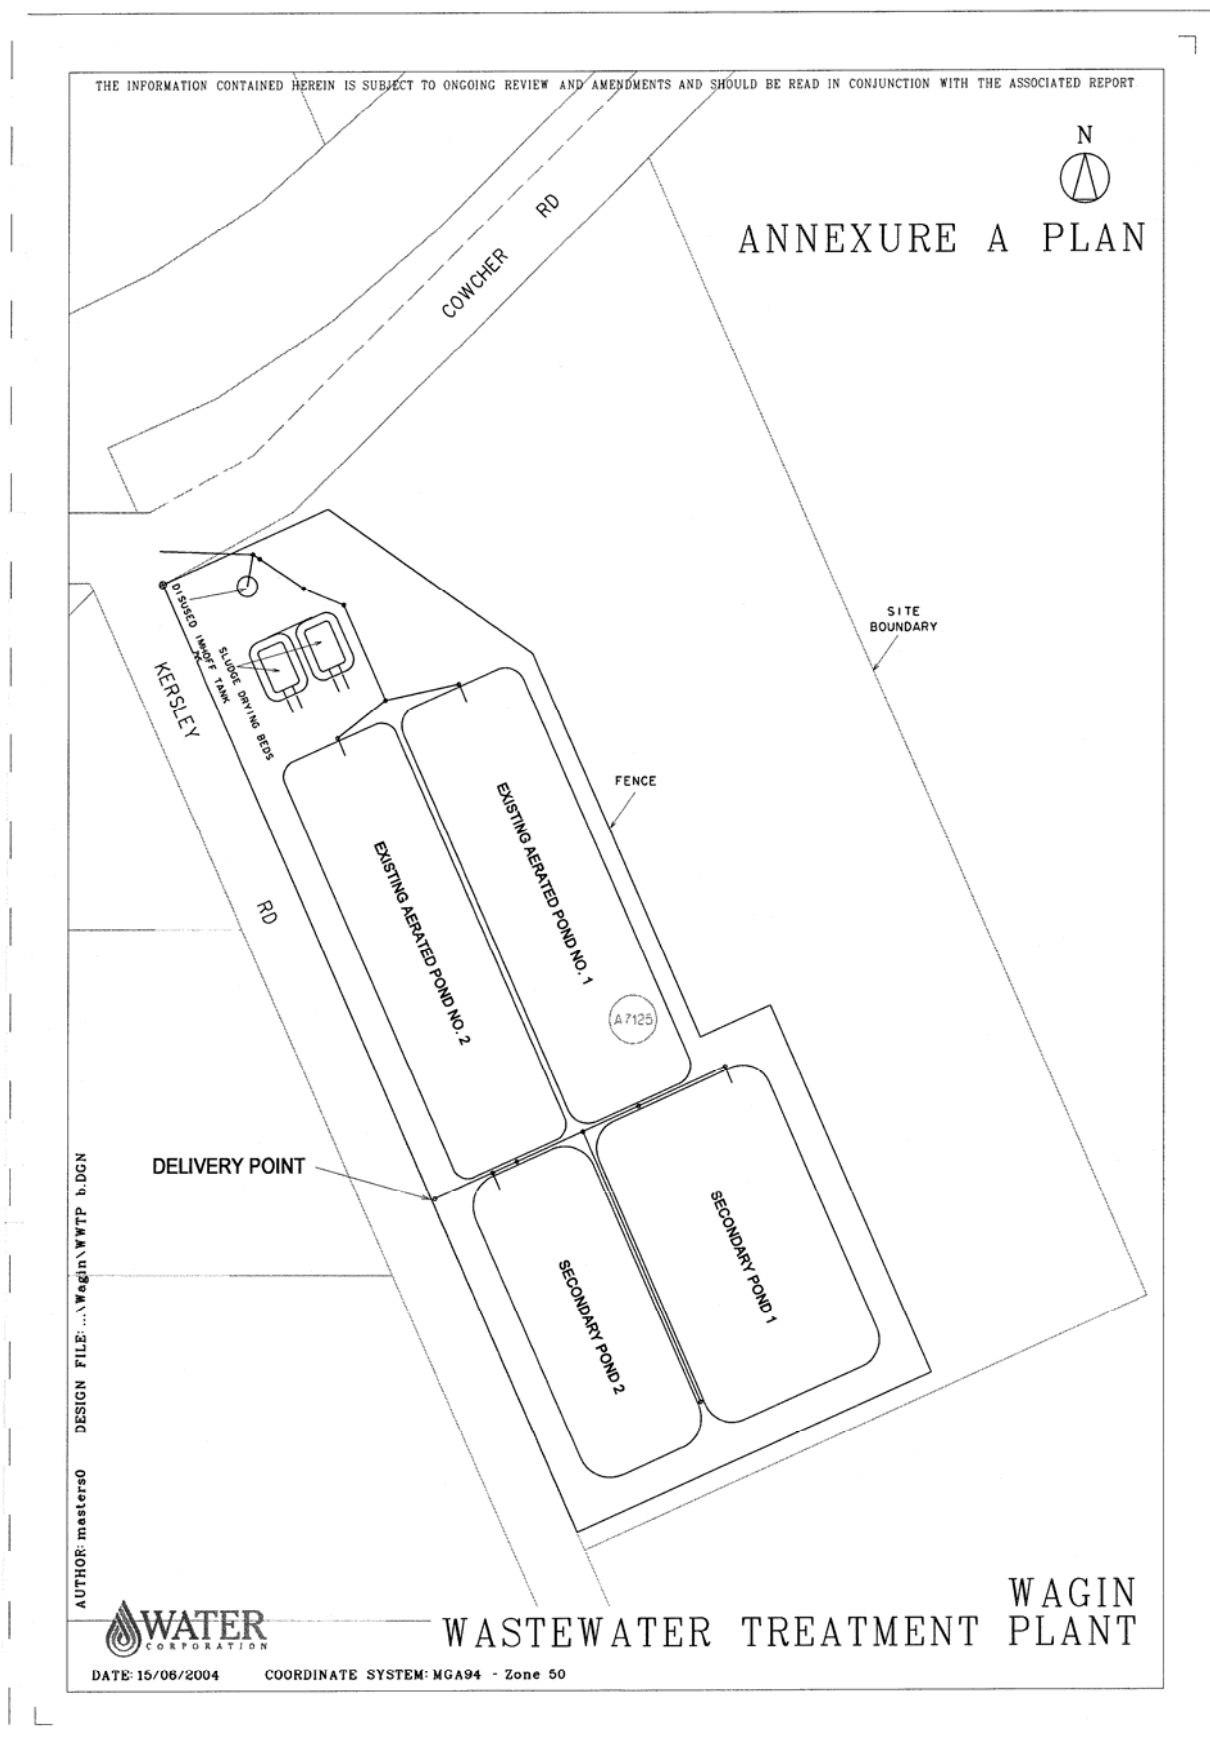 THE INFORMATION CONTAINED HEREIN IS SUBJECT TO ONGOING REVIEW AND AMENDMENTS AND SHOULD BE READ IN CONJUNCTION WITH THE ASSOCIATED REPORT
N
ANNEXURE A PLAN
COWCHER RD
DISUSED IMHOFF TANK
SLUDGE DRYING BEDS
KERSLEY RD
SITE
BOUNDARY
FENCE
EXISTING AERATED POND NO. 1
EXISTING AERATED POND NO. 2
A7125
DELIVERY POINT
SECONDARY POND 1
SECONDARY POND 2
AUTHOR: masters0 DESIGN FILE: ...\Wagin\WWTP b.DGN
WATER
CORPORATION
WAGIN
WASTEWATER TREATMENT PLANT
DATE: 15/06/2004 COORDINATE SYSTEM: MGA94 - Zone 50